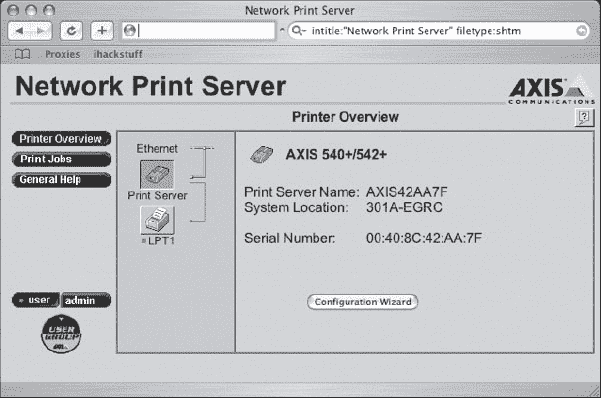 Network Print Server
intitle:"Network Print Server" filetype:shtm
Proxies ihackstuff
Network Print Server
AXIS
COMMUNICATIONS
Printer Overview
?
Printer Overview
Print Jobs
General Help
Ethernet
Print Server
LPT1
AXIS 540+/542+
Print Server Name: AXIS42AA7F
System Location: 301A-EGRC
Serial Number: 00:40:8C:42:AA:7F
Configuration Wizard
user admin
USER
GROUP